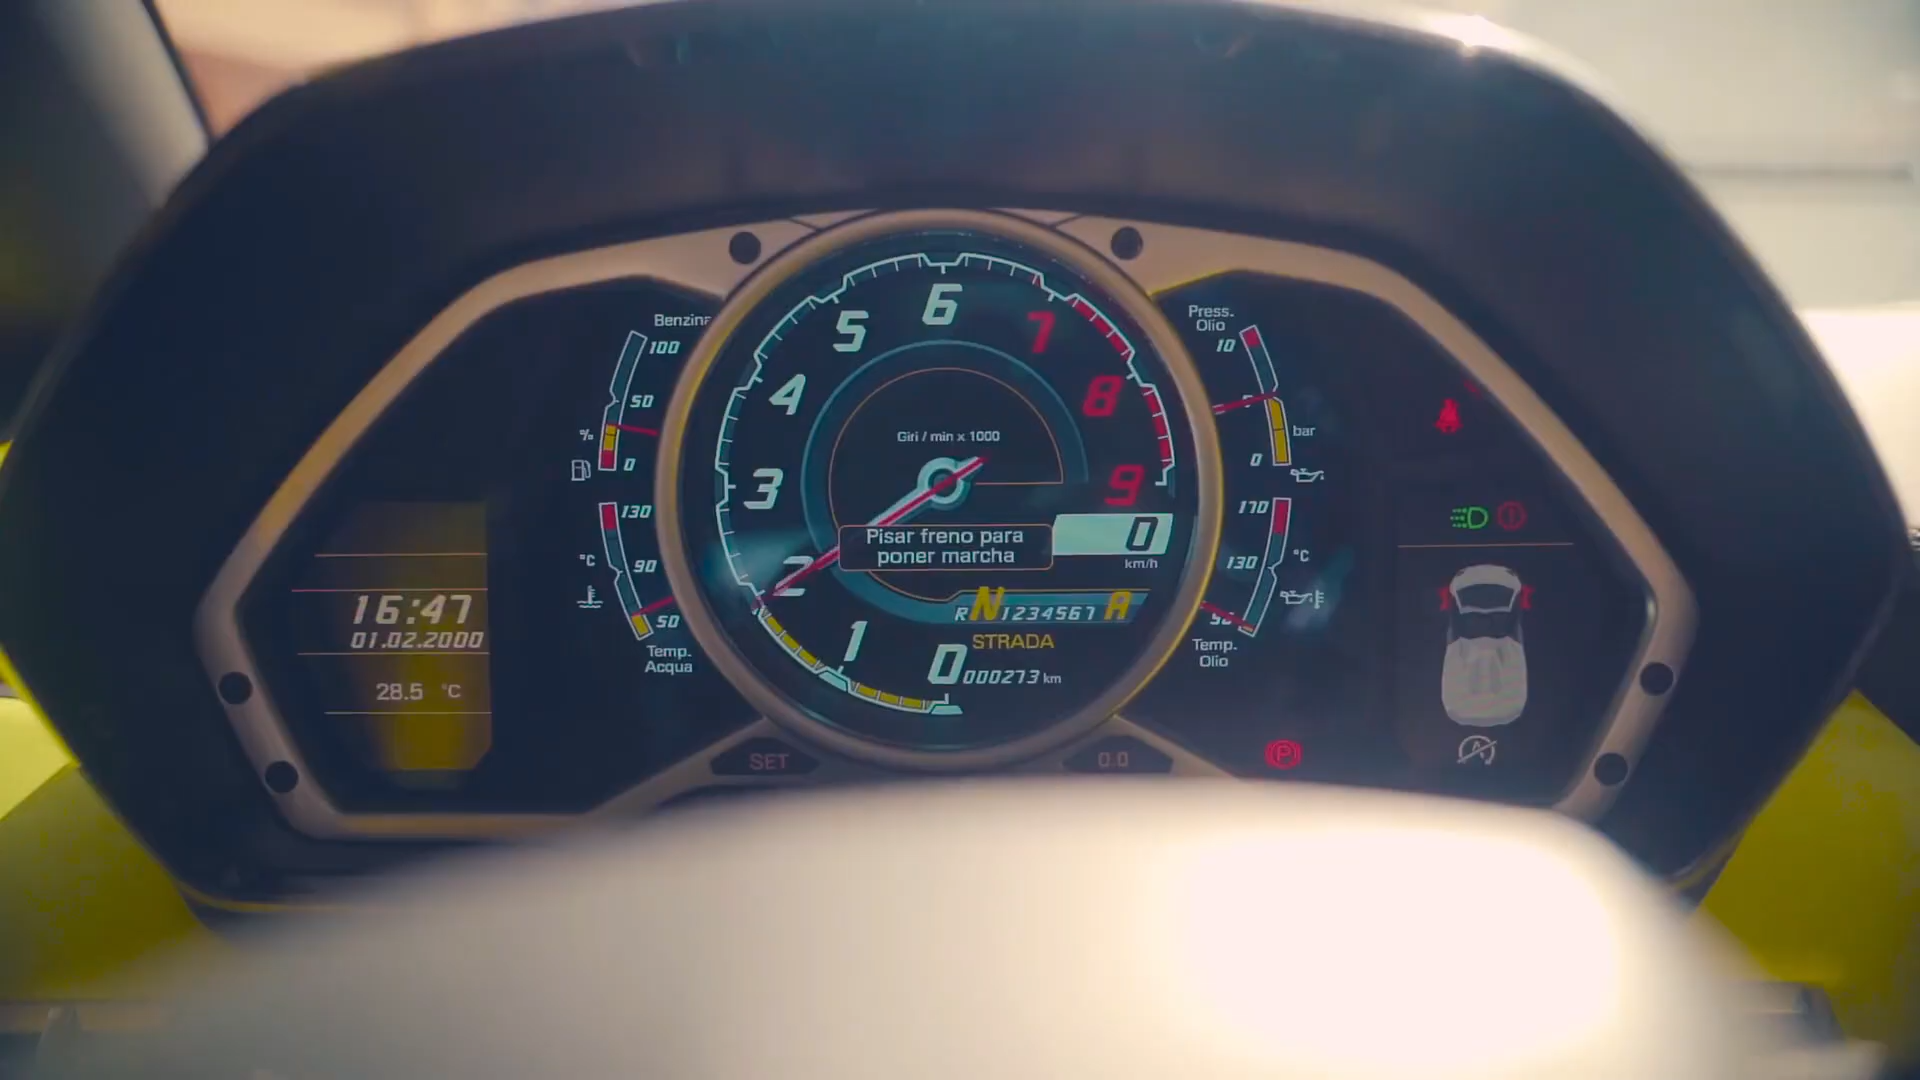 Benzina
100
50
%
0
130
°C
90
50
Temp.
Acqua
16:47
01.02.2000
28.5 °C
6
5
7
4
8
3
9
2
1
0
Giri / min x 1000
Pisar freno para
poner marcha
0
km/h
R N 1 2 3 4 5 6 7 A
STRADA
000273 km
SET
0.0
Press.
Olio
10
bar
0
170
°C
130
50
Temp.
Olio
P
A